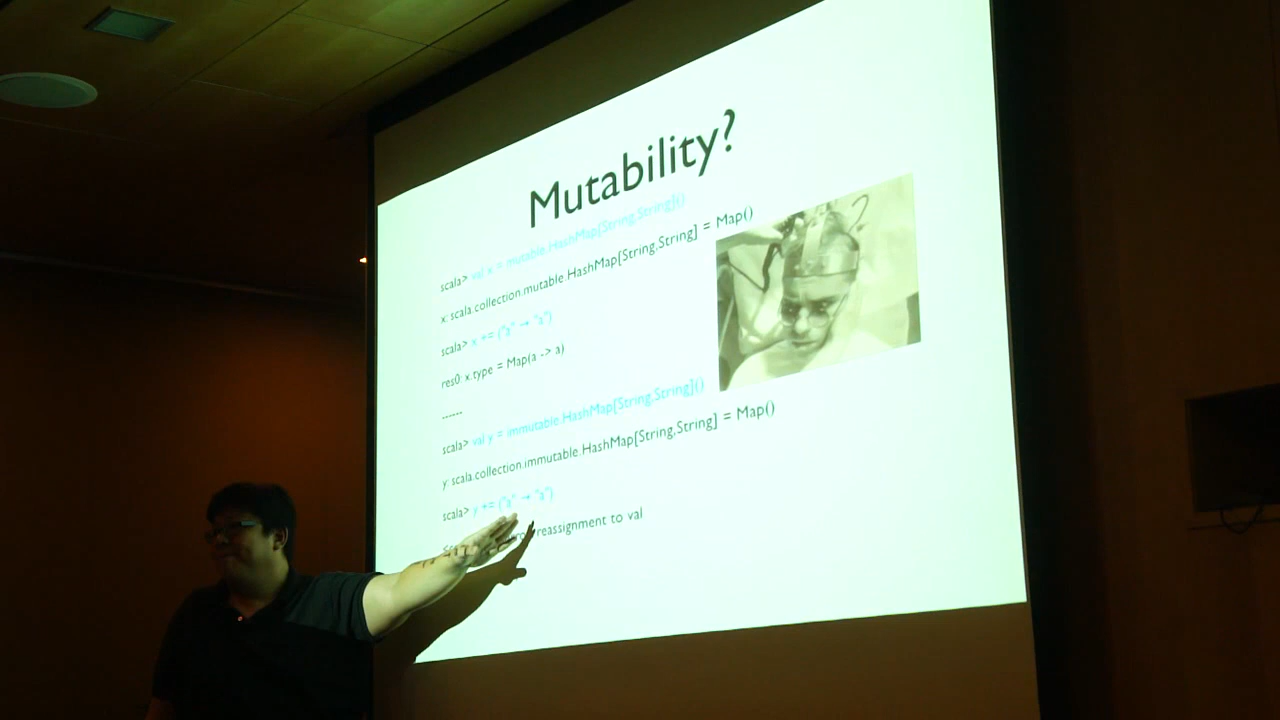 Mutability?
scala> val x = mutable.HashMap[String,String]()
x: scala.collection.mutable.HashMap[String,String] = Map()
scala> x += ("a" → "a")
res0: x.type = Map(a -> a)
------
scala> val y = immutable.HashMap[String,String]()
y: scala.collection.immutable.HashMap[String,String] = Map()
scala> y += ("a" → "a")
reassignment to val